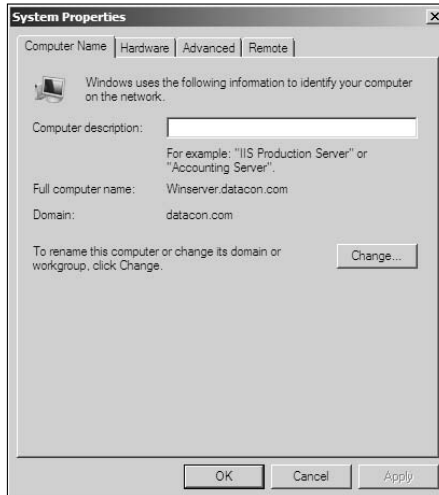 System Properties
Computer Name Hardware Advanced Remote
Windows uses the following information to identify your computer
on the network.
Computer description:
For example: "IIS Production Server" or
"Accounting Server".
Full computer name: Winserver.datacon.com
Domain: datacon.com
To rename this computer or change its domain or
workgroup, click Change.
Change...
OK Cancel Apply